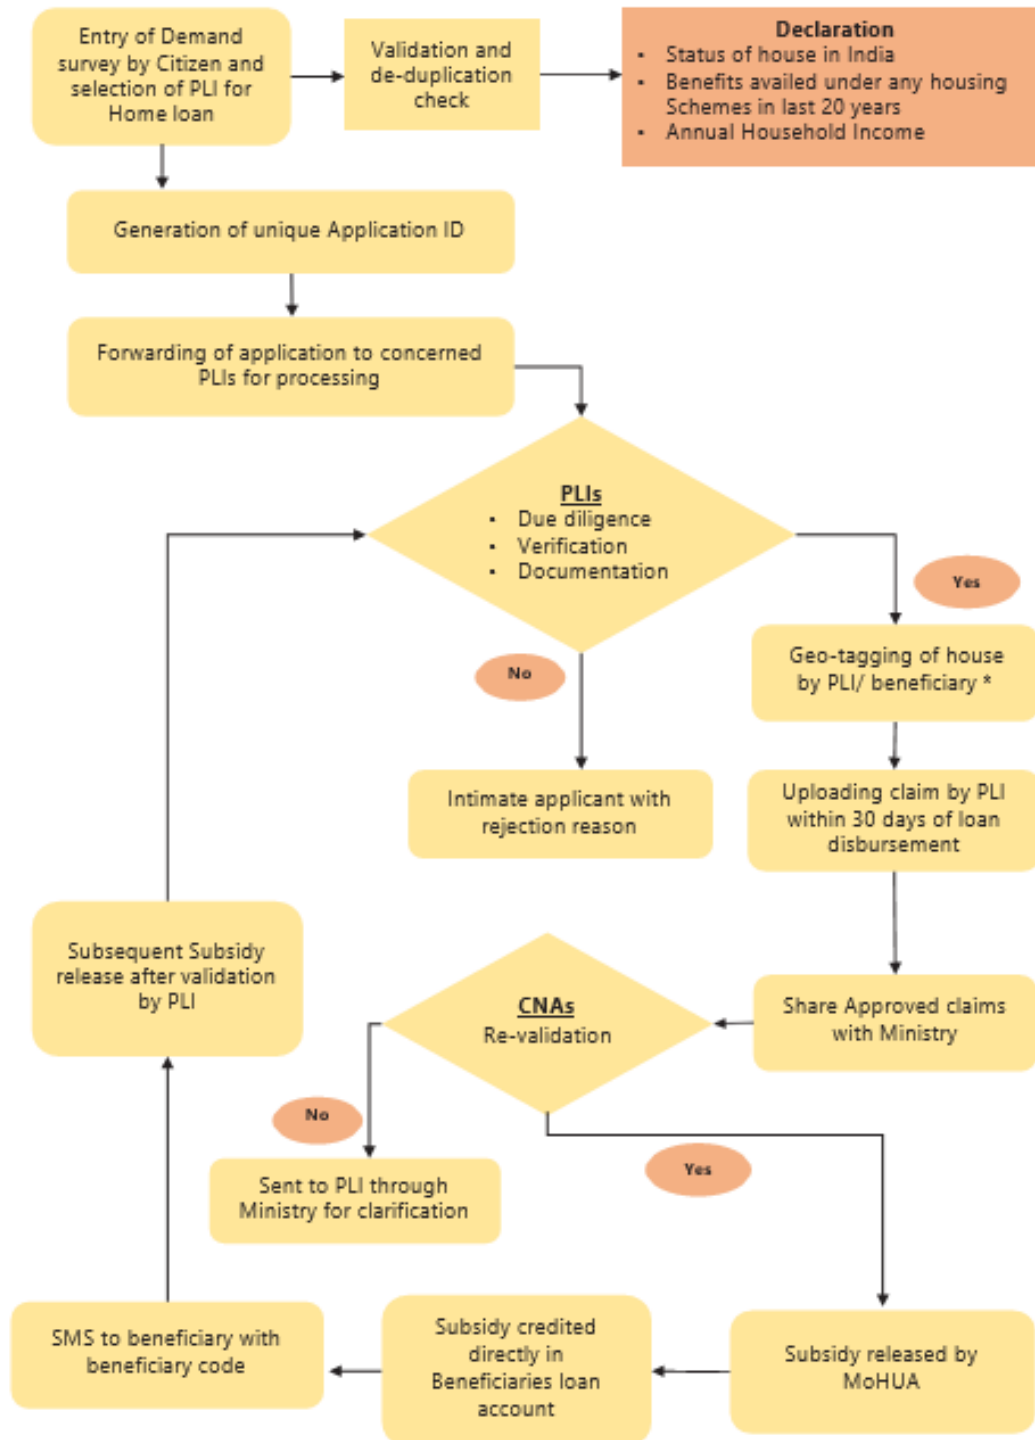 Entry of Demand
survey by Citizen and
selection of PLI for
Home loan
Validation and
de-duplication
check
Declaration
• Status of house in India
• Benefits availed under any housing
Schemes in last 20 years
• Annual Household Income
Generation of unique Application ID
Forwarding of application to concerned
PLIs for processing
PLIs
• Due diligence
• Verification
• Documentation
Yes
No
Geo-tagging of house
by PLI/ beneficiary *
Intimate applicant with
rejection reason
Uploading claim by PLI
within 30 days of loan
disbursement
Subsequent Subsidy
release after validation
by PLI
CNAs
Re-validation
Share Approved claims
with Ministry
No
Yes
Sent to PLI through
Ministry for clarification
SMS to beneficiary with
beneficiary code
Subsidy credited
directly in
Beneficiaries loan
account
Subsidy released by
MoHUA